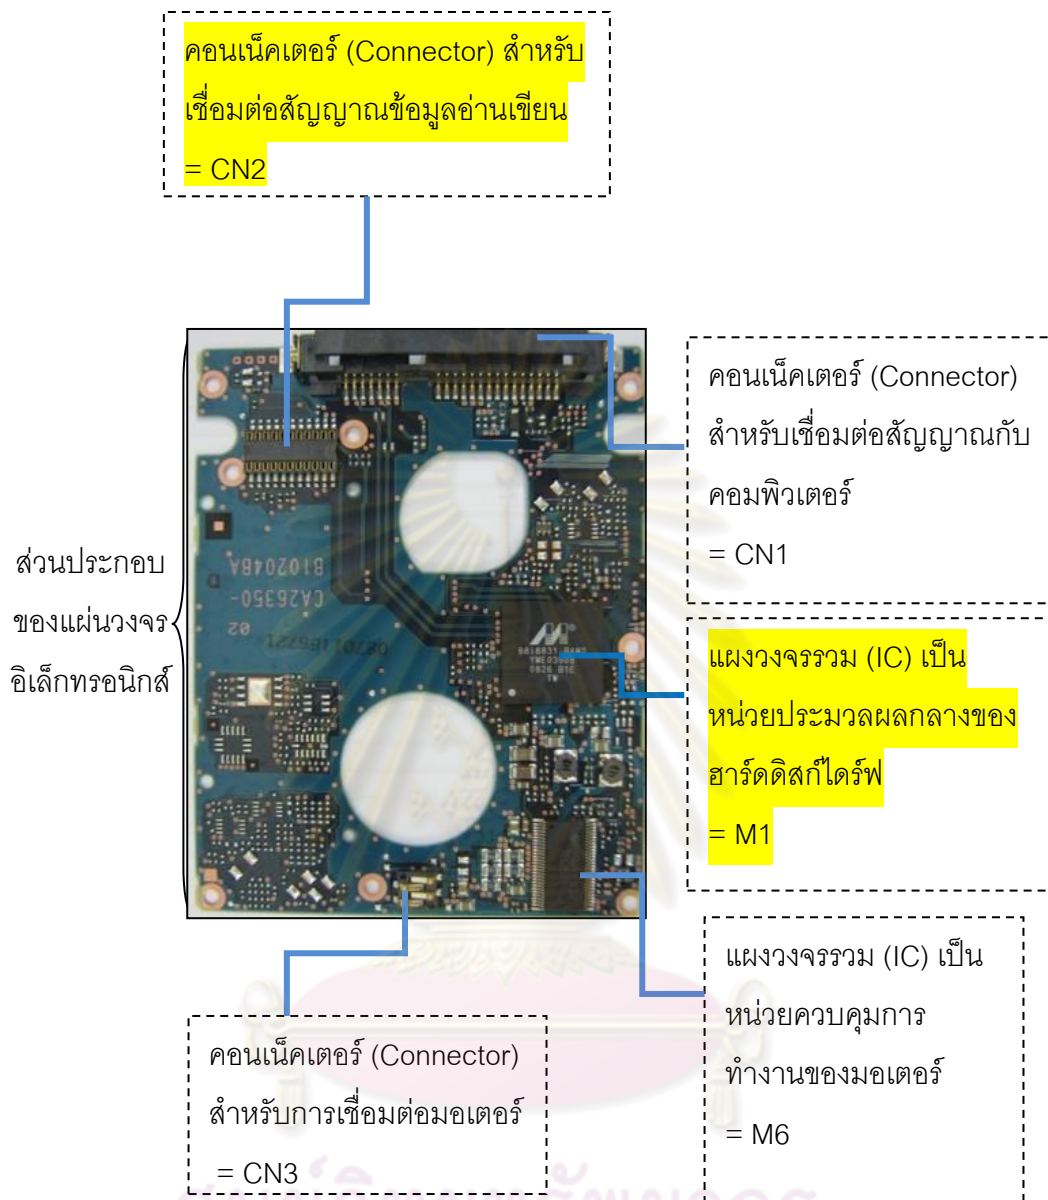 คอนเน็คเตอร์ (Connector) สำหรับ
เชื่อมต่อสัญญาณข้อมูลอ่านเขียน
= CN2
คอนเน็คเตอร์ (Connector)
สำหรับเชื่อมต่อสัญญาณกับ
คอมพิวเตอร์
= CN1
ส่วนประกอบ
ของแผ่นวงจร
อิเล็กทรอนิกส์
B10204BA
CA26350-
02
แผงวงจรรวม (IC) เป็น
หน่วยประมวลผลกลางของ
ฮาร์ดดิสก์ไดร์ฟ
= M1
แผงวงจรรวม (IC) เป็น
หน่วยควบคุมการ
ทำงานของมอเตอร์
= M6
คอนเน็คเตอร์ (Connector)
สำหรับการเชื่อมต่อมอเตอร์
= CN3